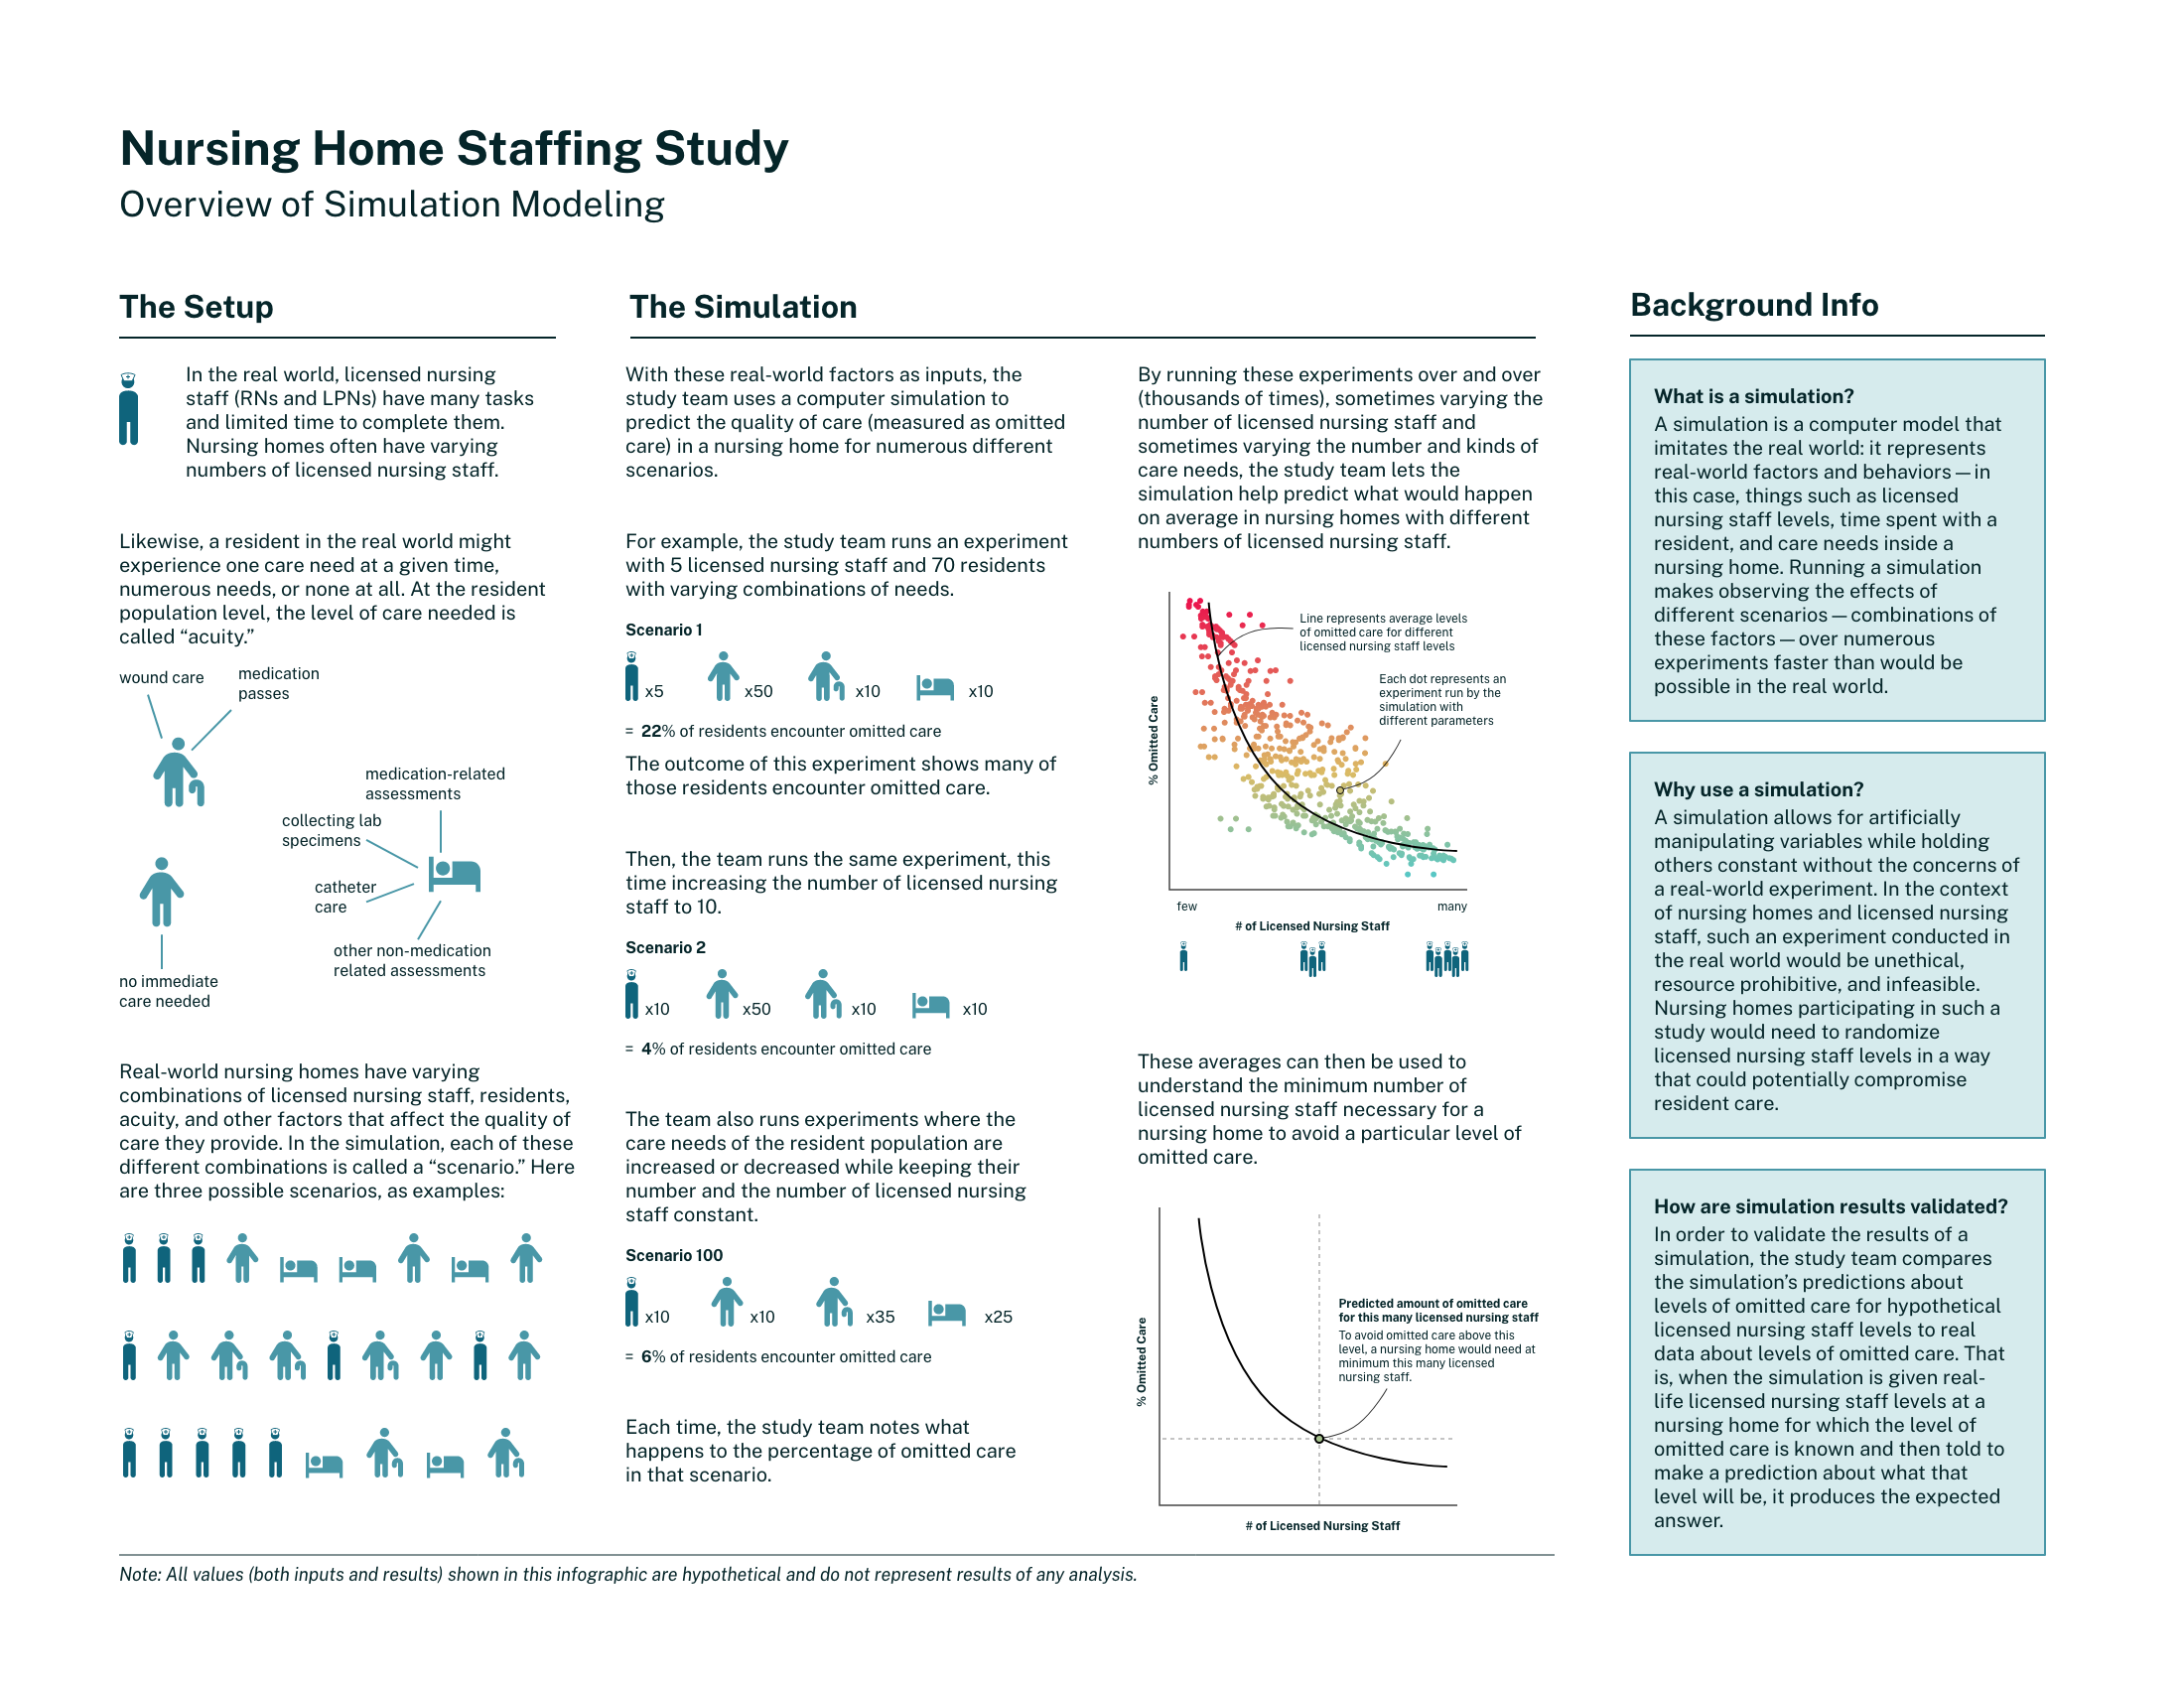 Nursing Home Staffing Study
Overview of Simulation Modeling
The Setup
In the real world, licensed nursing
staff (RNs and LPNs) have many tasks
and limited time to complete them.
Nursing homes often have varying
numbers of licensed nursing staff.
Likewise, a resident in the real world might
experience one care need at a given time,
numerous needs, or none at all. At the resident
population level, the level of care needed is
called “acuity.”
wound care
medication
passes
medication-related
assessments
collecting lab
specimens
catheter
care
other non-medication
related assessments
no immediate
care needed
Real-world nursing homes have varying
combinations of licensed nursing staff, residents,
acuity, and other factors that affect the quality of
care they provide. In the simulation, each of these
different combinations is called a “scenario.” Here
are three possible scenarios, as examples:
The Simulation
With these real-world factors as inputs, the
study team uses a computer simulation to
predict the quality of care (measured as omitted
care) in a nursing home for numerous different
scenarios.
For example, the study team runs an experiment
with 5 licensed nursing staff and 70 residents
with varying combinations of needs.
Scenario 1
x5 x50 x10 x10
= 22% of residents encounter omitted care
The outcome of this experiment shows many of
those residents encounter omitted care.
Then, the team runs the same experiment, this
time increasing the number of licensed nursing
staff to 10.
Scenario 2
x10 x50 x10 x10
= 4% of residents encounter omitted care
The team also runs experiments where the
care needs of the resident population are
increased or decreased while keeping their
number and the number of licensed nursing
staff constant.
Scenario 100
x10 x10 x35 x25
= 6% of residents encounter omitted care
Each time, the study team notes what
happens to the percentage of omitted care
in that scenario.
By running these experiments over and over
(thousands of times), sometimes varying the
number of licensed nursing staff and
sometimes varying the number and kinds of
care needs, the study team lets the
simulation help predict what would happen
on average in nursing homes with different
numbers of licensed nursing staff.
Line represents average levels
of omitted care for different
licensed nursing staff levels
Each dot represents an
experiment run by the
simulation with
different parameters
% Omitted Care
few many
# of Licensed Nursing Staff
These averages can then be used to
understand the minimum number of
licensed nursing staff necessary for a
nursing home to avoid a particular level of
omitted care.
Predicted amount of omitted care
for this many licensed nursing staff
To avoid omitted care above this
level, a nursing home would need at
minimum this many licensed
nursing staff.
% Omitted Care
# of Licensed Nursing Staff
Background Info
What is a simulation?
A simulation is a computer model that
imitates the real world: it represents
real-world factors and behaviors — in
this case, things such as licensed
nursing staff levels, time spent with a
resident, and care needs inside a
nursing home. Running a simulation
makes observing the effects of
different scenarios — combinations of
these factors — over numerous
experiments faster than would be
possible in the real world.
Why use a simulation?
A simulation allows for artificially
manipulating variables while holding
others constant without the concerns of
a real-world experiment. In the context
of nursing homes and licensed nursing
staff, such an experiment conducted in
the real world would be unethical,
resource prohibitive, and infeasible.
Nursing homes participating in such a
study would need to randomize
licensed nursing staff levels in a way
that could potentially compromise
resident care.
How are simulation results validated?
In order to validate the results of a
simulation, the study team compares
the simulation’s predictions about
levels of omitted care for hypothetical
licensed nursing staff levels to real
data about levels of omitted care. That
is, when the simulation is given real-
life licensed nursing staff levels at a
nursing home for which the level of
omitted care is known and then told to
make a prediction about what that
level will be, it produces the expected
answer.
Note: All values (both inputs and results) shown in this infographic are hypothetical and do not represent results of any analysis.